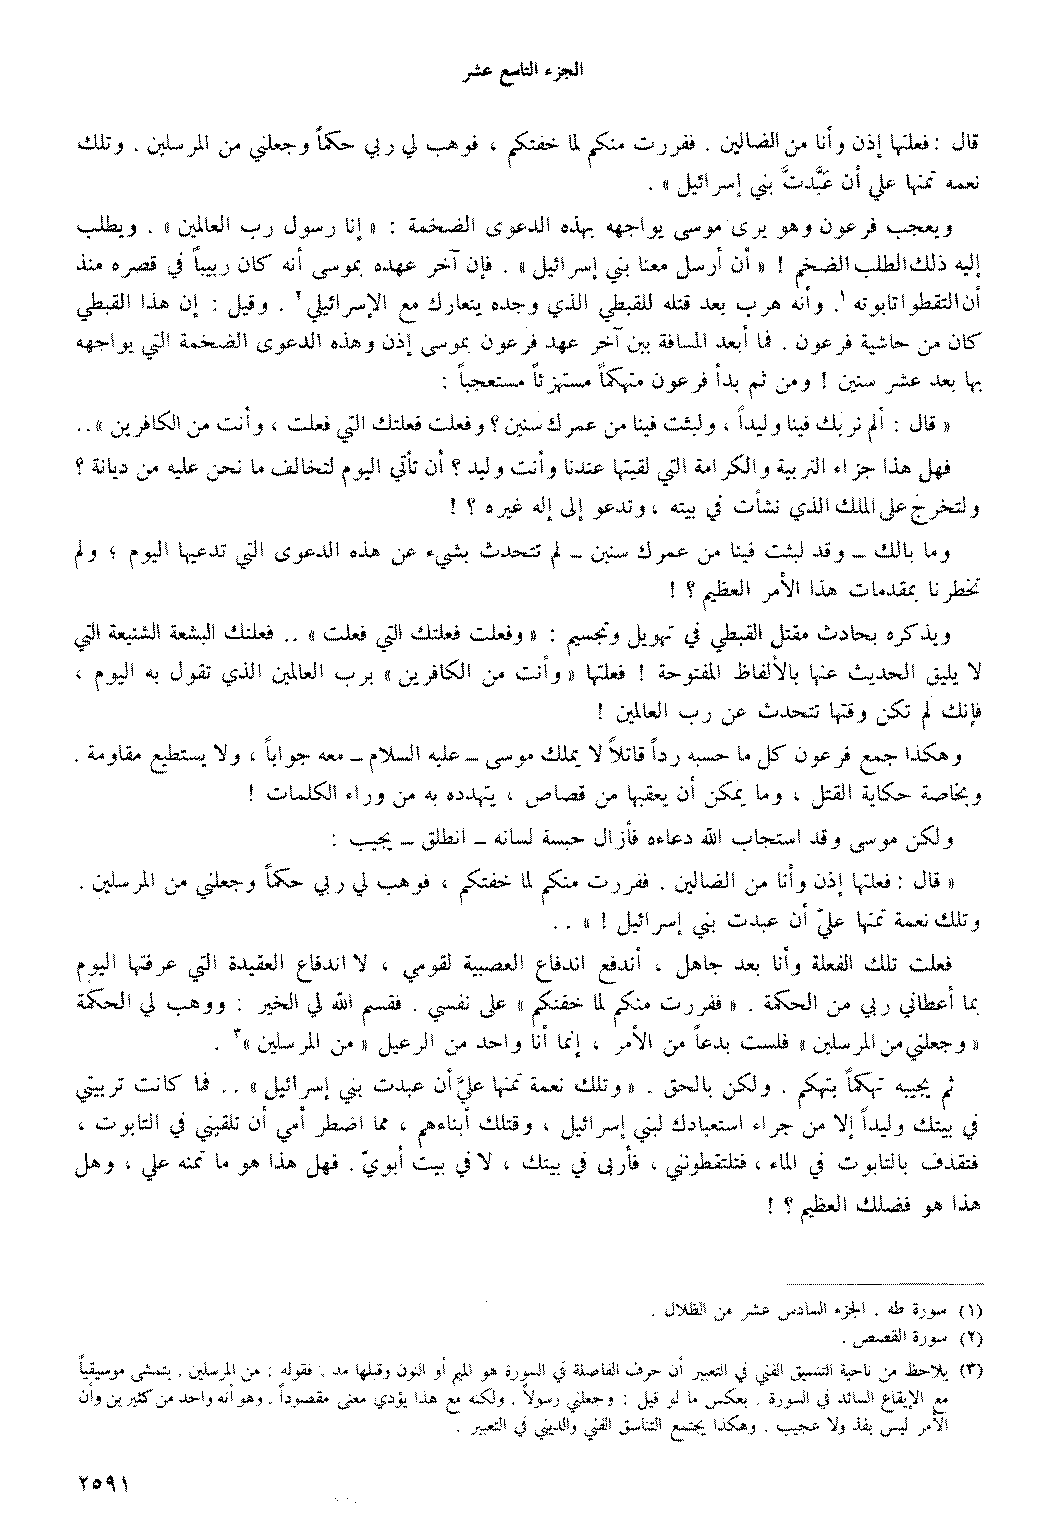 الجزء التاسع عشر
قال : فعلتها إذن وأنا من الضالين . ففررت منكم لما خفتكم ، فوهب لي ربي حكماً وجعلني من المرسلين . وتلك
نعمه تمنها علي أن عَبَّدتَّ بني إسرائيل » .
ويعجب فرعون وهو يرى موسى يواجهه بهذه الدعوى الضخمة : « إنا رسول رب العالمين » . ويطلب
إليه ذلك الطلب الضخم ! « أن أرسل معنا بني إسرائيل » . فإن آخر عهده بموسى أنه كان ربيباً في قصره منذ
أن التقطوا تابوته ١. وأنه هرب بعد قتله للقبطي الذي وجده يتعارك مع الإسرائيلي ٢ . وقيل : إن هذا القبطي
كان من حاشية فرعون . فما أبعد المسافة بين آخر عهد فرعون بموسى إذن وهذه الدعوى الضخمة التي يواجهه
بها بعد عشر سنين ! ومن ثم بدأ فرعون متهكماً مستهزئاً مستعجباً :
« قال : ألم نربك فينا وليداً ، ولبثت فينا من عمرك سنين ؟ وفعلت فعلتك التي فعلت ، وأنت من الكافرين » ..
فهل هذا جزاء التربية والكرامة التي لقيتها عندنا وأنت وليد ؟ أن تأتي اليوم لتخالف ما نحن عليه من ديانة ؟
ولتخرج على الملك الذي نشأت في بيته ، وتدعو إلى إله غيره ؟ !
وما بالك – وقد لبثت فينا من عمرك سنين – لم تتحدث بشيء عن هذه الدعوى التي تدعيها اليوم ؛ ولم
تخطرنا بمقدمات هذا الأمر العظيم ؟ !
ويذكره بحادث مقتل القبطي في تهويل وتجسيم : « وفعلت فعلتك التي فعلت » .. فعلتك البشعة الشنيعة التي
لا يليق الحديث عنها بالألفاظ المفتوحة ! فعلتها « وأنت من الكافرين » برب العالمين الذي تقول به اليوم ،
فإنك لم تكن وقتها تتحدث عن رب العالمين !
وهكذا جمع فرعون كل ما حسبه رداً قاتلاً لا يملك موسى – عليه السلام – معه جواباً ، ولا يستطيع مقاومة .
وبخاصة حكاية القتل ، وما يمكن أن يعقبها من قصاص ، يتهدده به من وراء الكلمات !
ولكن موسى وقد استجاب الله دعاءه فأزال حبسة لسانه – انطلق – يجيب :
« قال : فعلتها إذن وأنا من الضالين . ففررت منكم لما خفتكم ، فوهب لي ربي حكماً وجعلني من المرسلين .
وتلك نعمة تمنها عليّ أن عبدت بني إسرائيل ! » ..
فعلت تلك الفعلة وأنا بعد جاهل ، أندفع اندفاع العصبية لقومي ، لا اندفاع العقيدة التي عرفتها اليوم
بما أعطاني ربي من الحكمة . « ففررت منكم لما خفتكم » على نفسي . فقسم الله لي الخير : ووهب لي الحكمة
« وجعلني من المرسلين » فلست بدعاً من الأمر ، إنما أنا واحد من الرعيل « من المرسلين »٣ .
ثم يجيبه تهكماً بتهكم . ولكن بالحق . « وتلك نعمة تمنها عليَّ أن عبدت بني إسرائيل » .. فما كانت تربيتي
في بيتك وليداً إلا من جراء استعبادك لبني إسرائيل ، وقتلك أبناءهم ، مما اضطر أمي أن تلقيني في التابوت ،
فتقذف بالتابوت في الماء ، فتلتقطونني ، فأربى في بيتك ، لا في بيت أبويّ . فهل هذا هو ما تمنه علي ، وهل
هذا هو فضلك العظيم ؟ !
(١) سورة طه . الجزء السادس عشر من الظلال .
(٢) سورة القصص .
(٣) يلاحظ من ناحية التنسيق الفني في التعبير أن حرف الفاصلة في السورة هو الميم أو النون وقبلها مد . فقوله : من المرسلين . يتمشى موسيقياً
مع الإيقاع السائد في السورة . بعكس ما لو قيل : وجعلني رسولاً . ولكنه مع هذا يؤدي معنى مقصوداً . وهو أنه واحد من كثيرين وأن
الأمر ليس بفذ ولا عجيب . وهكذا يجتمع التناسق الفني والديني في التعبير .
٢٥٩١